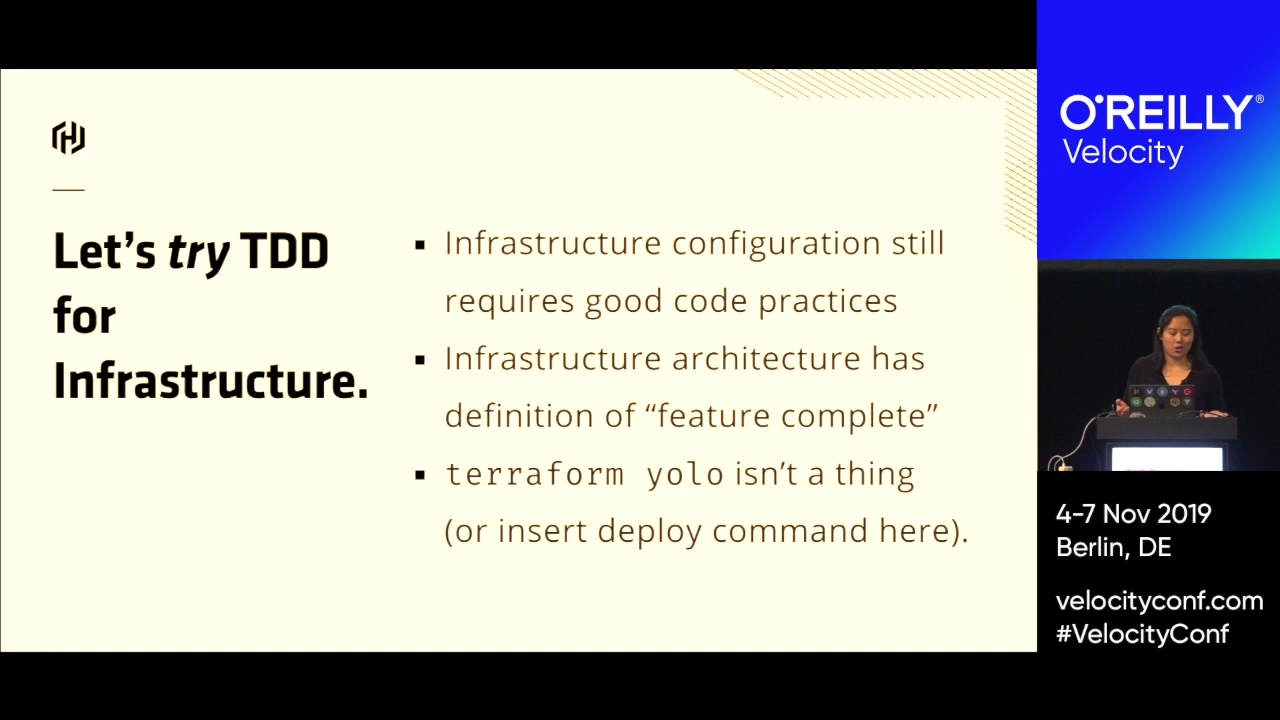 Let's try TDD
for
Infrastructure.
▪ Infrastructure configuration still
requires good code practices
▪ Infrastructure architecture has
definition of “feature complete”
▪ terraform yolo isn't a thing
(or insert deploy command here).
O'REILLY®
Velocity
4-7 Nov 2019
Berlin, DE
velocityconf.com
#VelocityConf